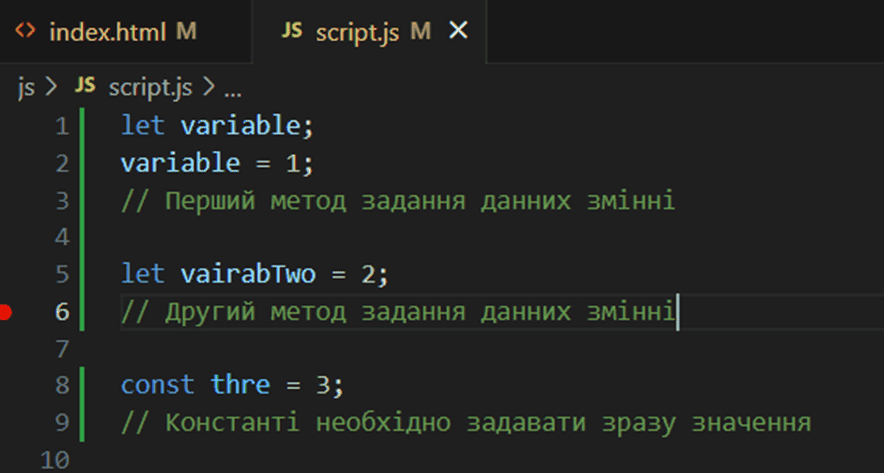 <> index.html M JS script.js M ×
js > JS script.js > ...
1 let variable;
2 variable = 1;
3 // Перший метод задання данних змінні
4
5 let vairabTwo = 2;
6 // Другий метод задання данних змінні
7
8 const thre = 3;
9 // Константі необхідно задавати зразу значення
10